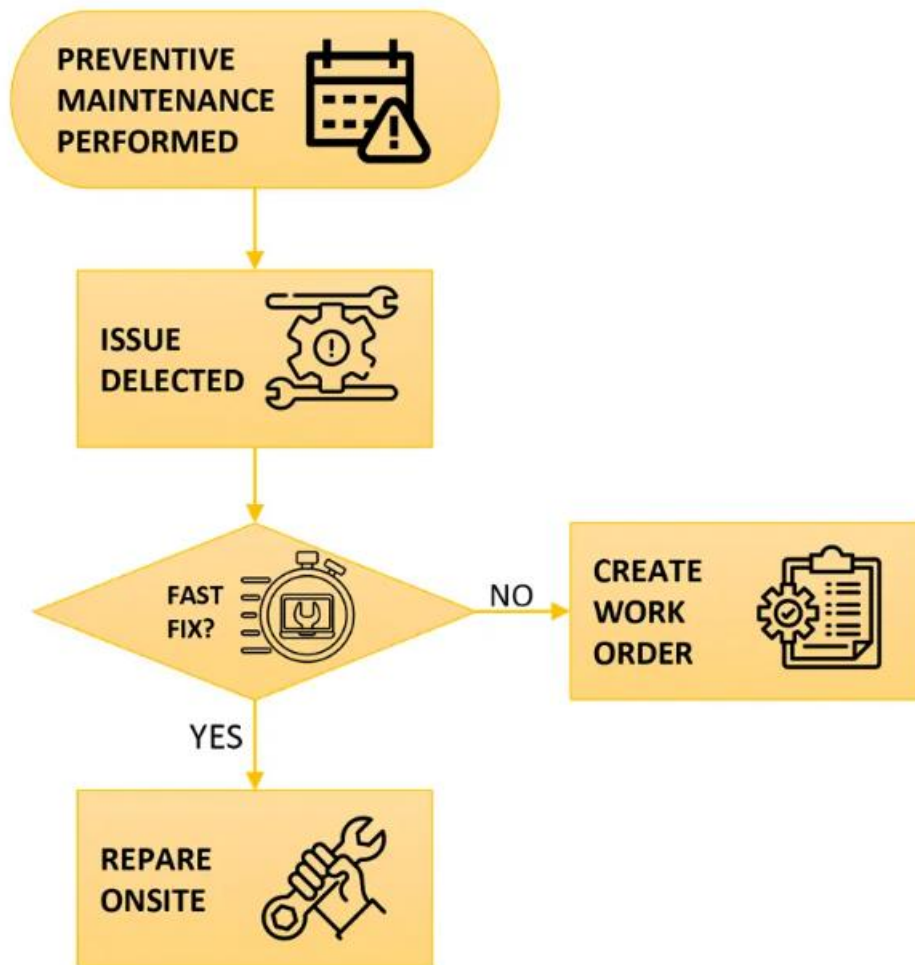 PREVENTIVE
MAINTENANCE
PERFORMED
ISSUE
DELECTED
FAST
FIX?
NO
CREATE
WORK
ORDER
YES
REPARE
ONSITE